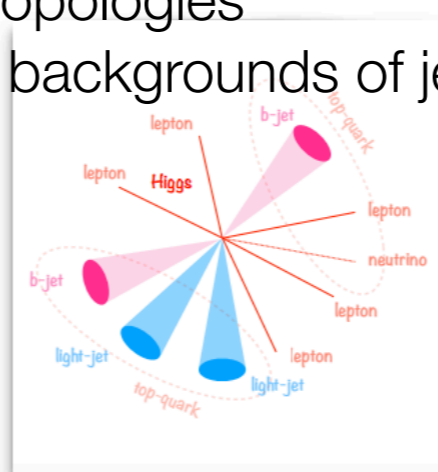 opologies
backgrounds of je
lepton
b-jet
top-quark
lepton
Higgs
lepton
neutrino
b-jet
lepton
light-jet
lepton
light-jet
top-quark